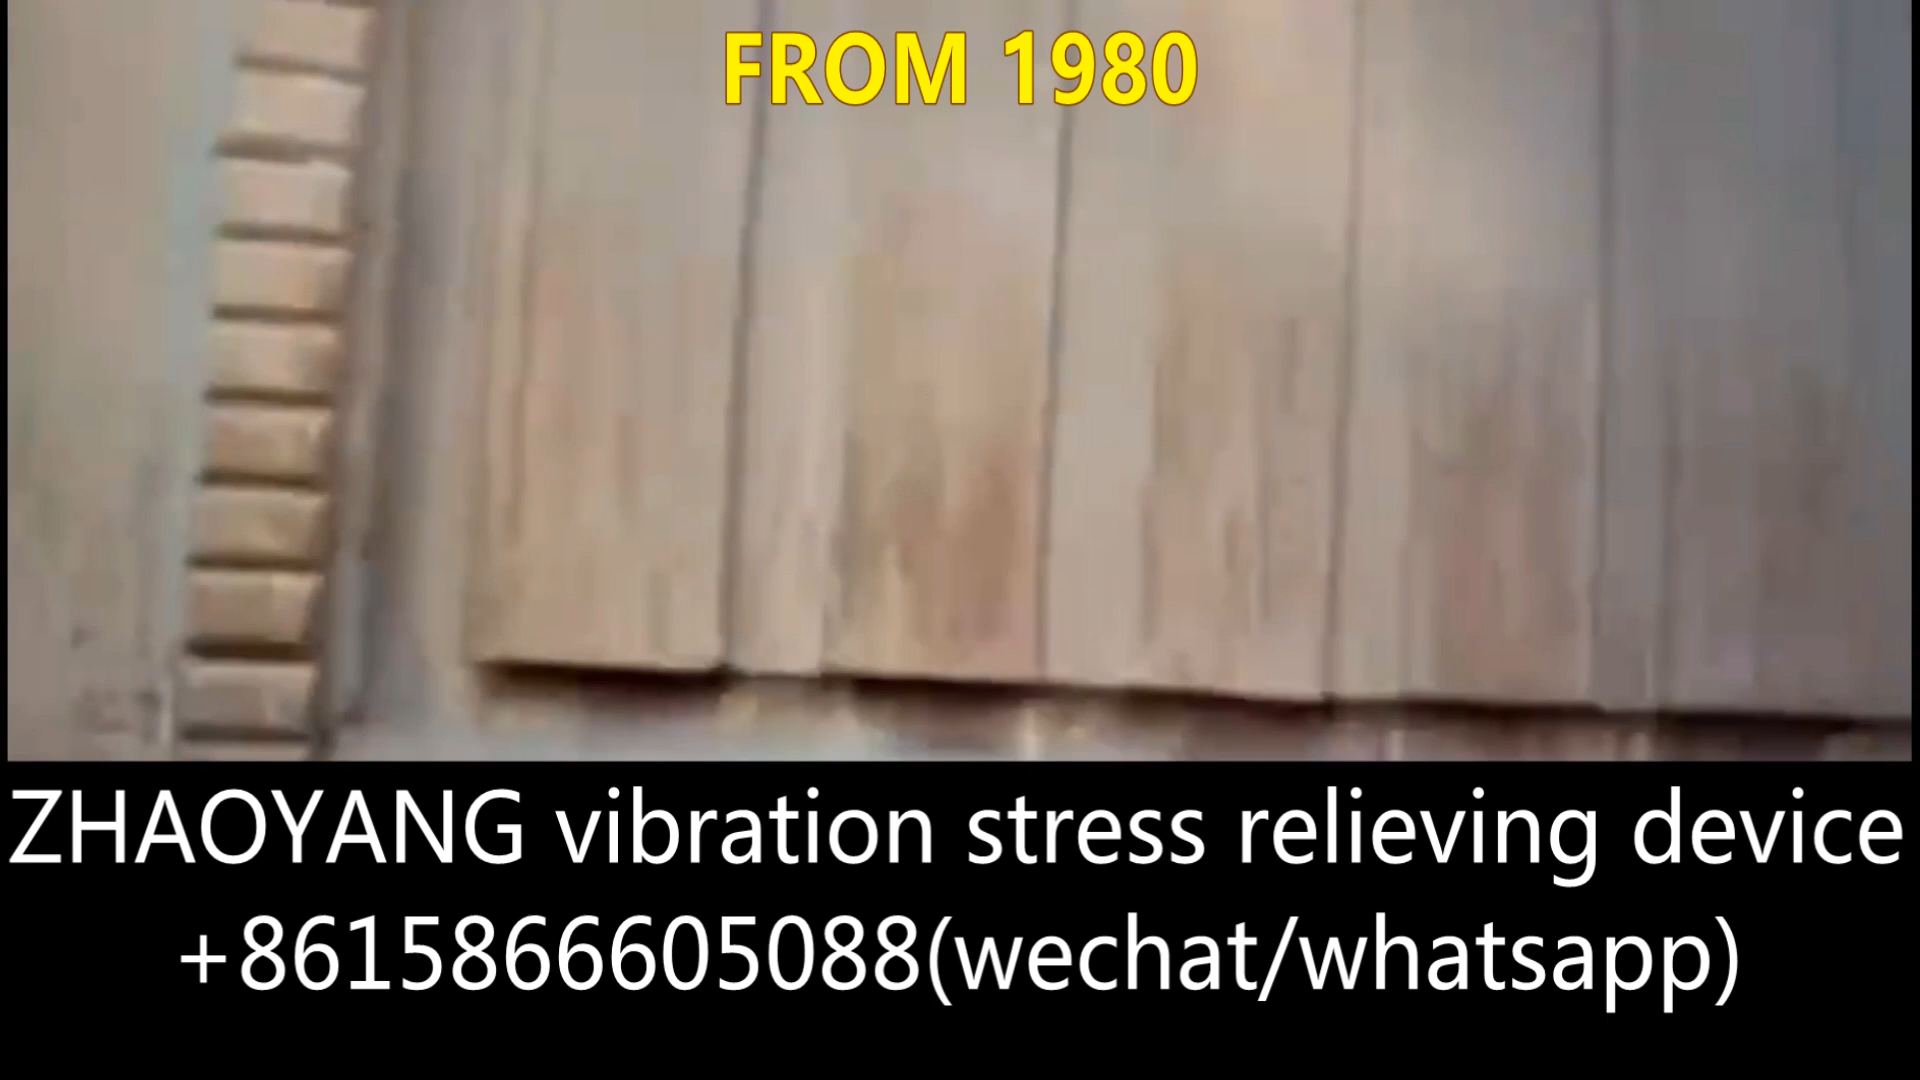 FROM 1980
ZHAOYANG vibration stress relieving device
+8615866605088(wechat/whatsapp)